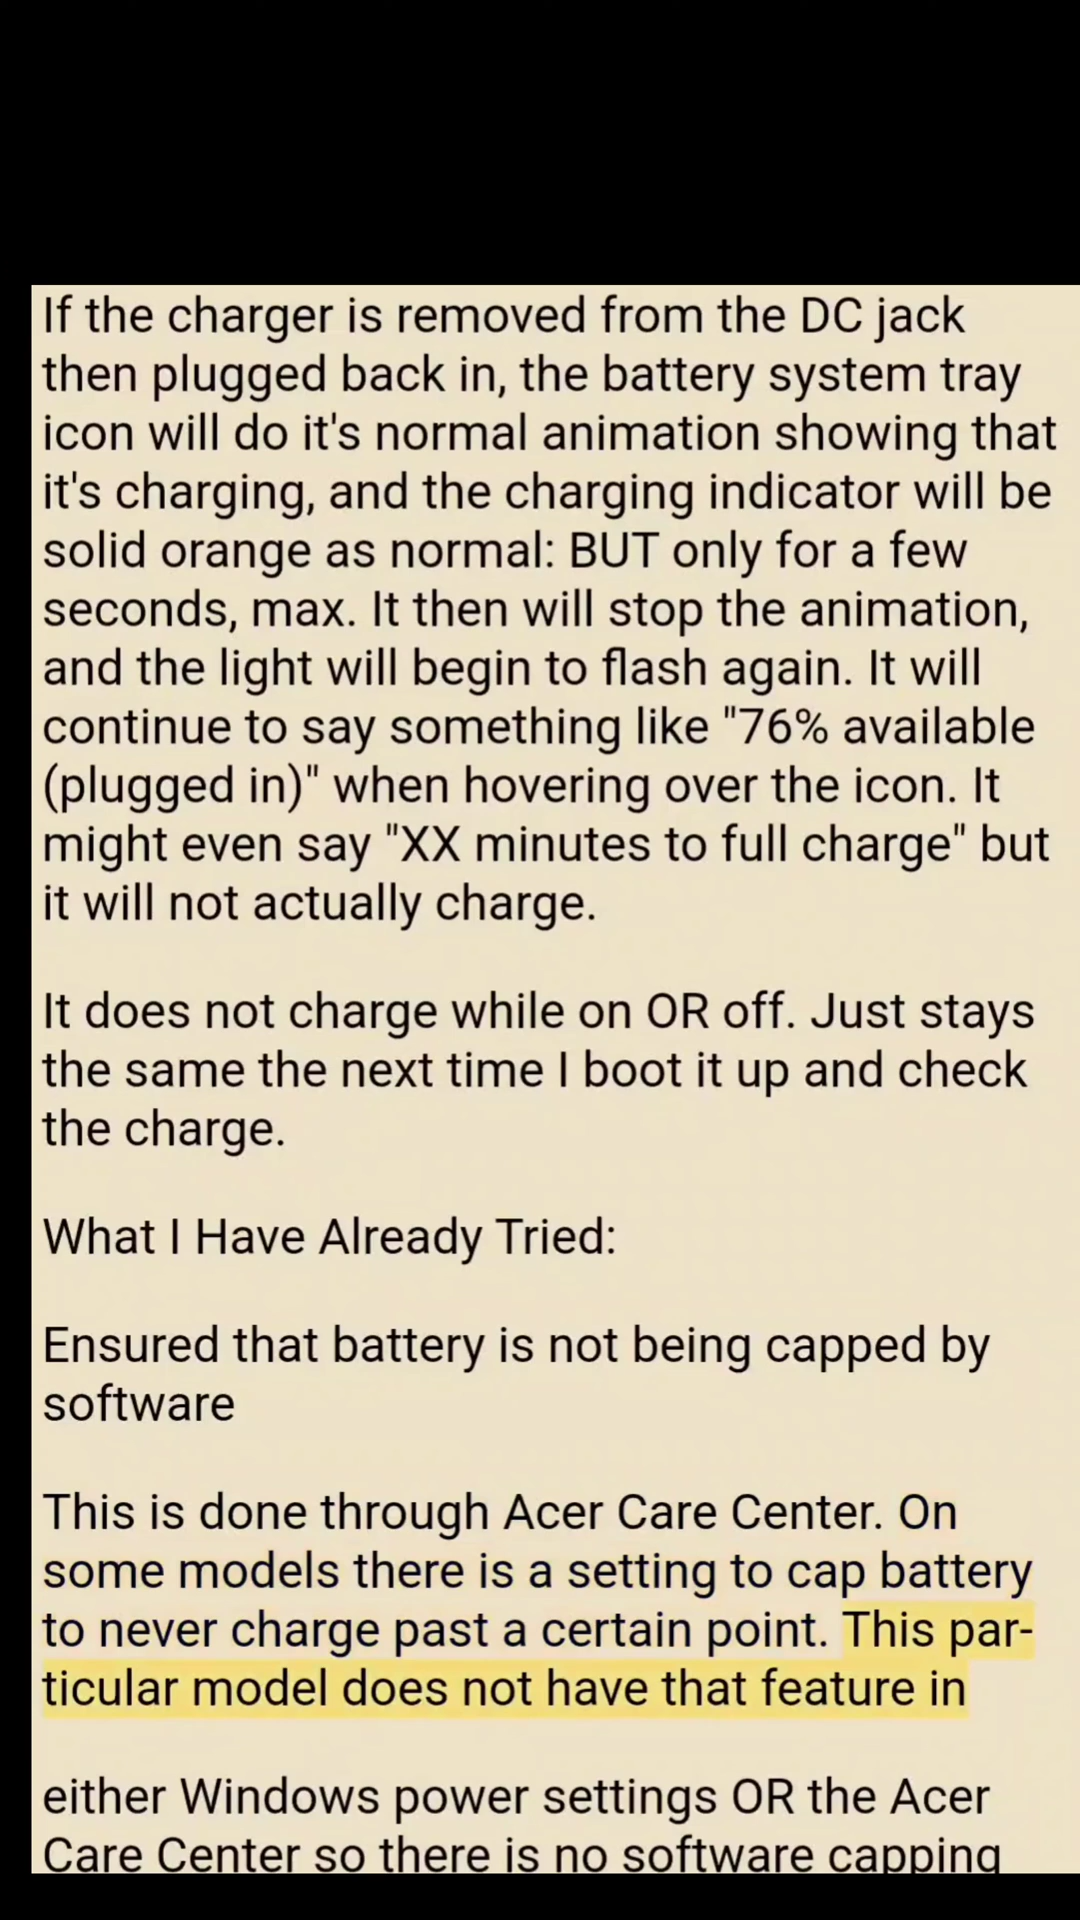 If the charger is removed from the DC jack
then plugged back in, the battery system tray
icon will do it's normal animation showing that
it's charging, and the charging indicator will be
solid orange as normal: BUT only for a few
seconds, max. It then will stop the animation,
and the light will begin to flash again. It will
continue to say something like "76% available
(plugged in)" when hovering over the icon. It
might even say "XX minutes to full charge" but
it will not actually charge.
It does not charge while on OR off. Just stays
the same the next time I boot it up and check
the charge.
What I Have Already Tried:
Ensured that battery is not being capped by
software
This is done through Acer Care Center. On
some models there is a setting to cap battery
to never charge past a certain point. This par-
ticular model does not have that feature in
either Windows power settings OR the Acer
Care Center so there is no software capping